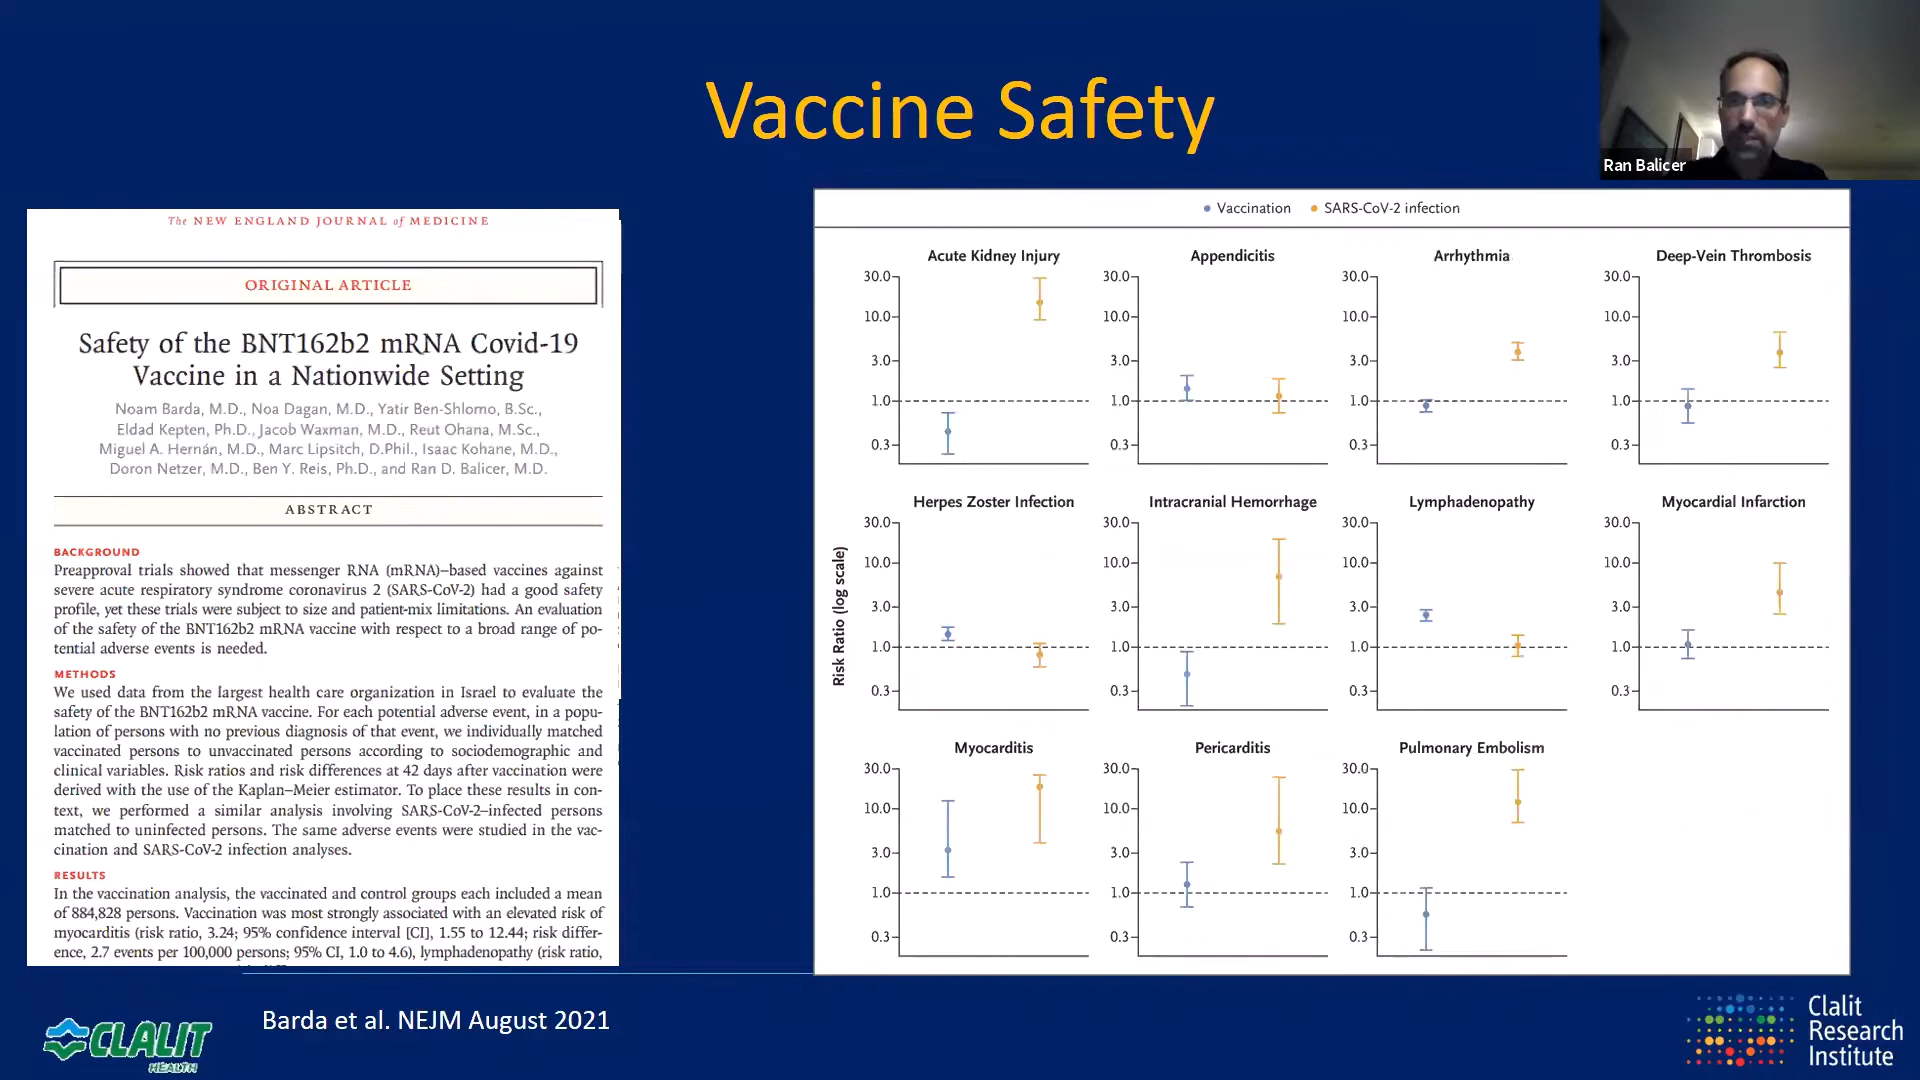 Vaccine Safety
Ran Balicer
The NEW ENGLAND JOURNAL of MEDICINE
ORIGINAL ARTICLE
Safety of the BNT162b2 mRNA Covid-19
Vaccine in a Nationwide Setting
Noam Barda, M.D., Noa Dagan, M.D., Yatir Ben-Shlomo, B.Sc.,
Eldad Kepten, Ph.D., Jacob Waxman, M.D., Reut Ohana, M.Sc.,
Miguel A. Hernán, M.D., Marc Lipsitch, D.Phil., Isaac Kohane, M.D.,
Doron Netzer, M.D., Ben Y. Reis, Ph.D., and Ran D. Balicer, M.D.
ABSTRACT
BACKGROUND
Preapproval trials showed that messenger RNA (mRNA)–based vaccines against
severe acute respiratory syndrome coronavirus 2 (SARS-CoV-2) had a good safety
profile, yet these trials were subject to size and patient-mix limitations. An evaluation
of the safety of the BNT162b2 mRNA vaccine with respect to a broad range of po-
tential adverse events is needed.
METHODS
We used data from the largest health care organization in Israel to evaluate the
safety of the BNT162b2 mRNA vaccine. For each potential adverse event, in a popu-
lation of persons with no previous diagnosis of that event, we individually matched
vaccinated persons to unvaccinated persons according to sociodemographic and
clinical variables. Risk ratios and risk differences at 42 days after vaccination were
derived with the use of the Kaplan–Meier estimator. To place these results in con-
text, we performed a similar analysis involving SARS-CoV-2–infected persons
matched to uninfected persons. The same adverse events were studied in the vac-
cination and SARS-CoV-2 infection analyses.
RESULTS
In the vaccination analysis, the vaccinated and control groups each included a mean
of 884,828 persons. Vaccination was most strongly associated with an elevated risk of
myocarditis (risk ratio, 3.24; 95% confidence interval [CI], 1.55 to 12.44; risk differ-
ence, 2.7 events per 100,000 persons; 95% CI, 1.0 to 4.6), lymphadenopathy (risk ratio,
Vaccination SARS-CoV-2 infection
Risk Ratio (log scale)
Acute Kidney Injury
30.0
10.0
3.0
1.0
0.3
Appendicitis
30.0
10.0
3.0
1.0
0.3
Arrhythmia
30.0
10.0
3.0
1.0
0.3
Deep-Vein Thrombosis
30.0
10.0
3.0
1.0
0.3
Herpes Zoster Infection
30.0
10.0
3.0
1.0
0.3
Intracranial Hemorrhage
30.0
10.0
3.0
1.0
0.3
Lymphadenopathy
30.0
10.0
3.0
1.0
0.3
Myocardial Infarction
30.0
10.0
3.0
1.0
0.3
Myocarditis
30.0
10.0
3.0
1.0
0.3
Pericarditis
30.0
10.0
3.0
1.0
0.3
Pulmonary Embolism
30.0
10.0
3.0
1.0
0.3
CLALIT
HEALTH
Barda et al. NEJM August 2021
Clalit
Research
Institute